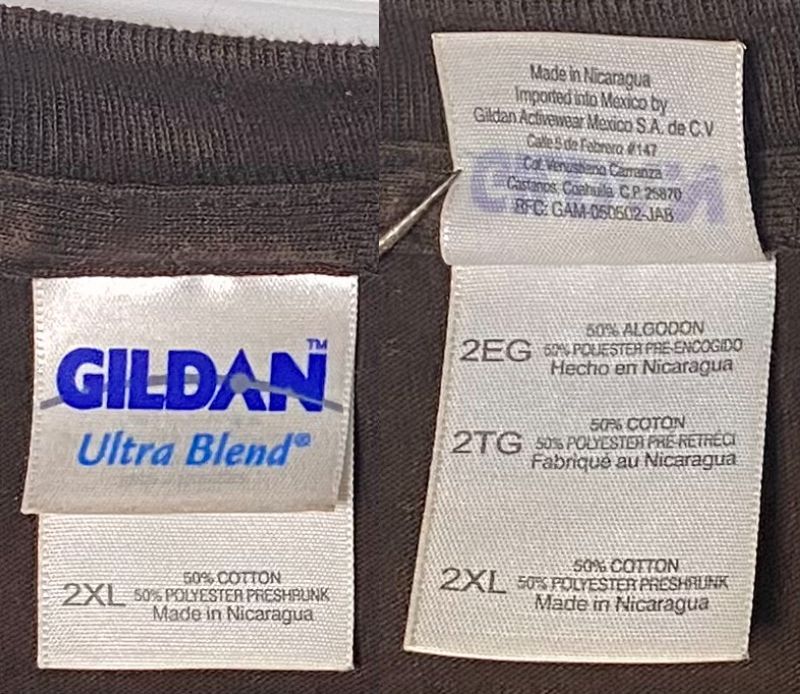 GILDAN™
Ultra Blend®
2XL
50% COTTON
50% POLYESTER PRESHRUNK
Made in Nicaragua
Made in Nicaragua
Imported into Mexico by
Gildan Activewear Mexico S.A. de C.V
Calle 5 de Febrero #147
Col. Venustiano Carranza
Castanos, Coahuila, C.P. 25870
RFC: GAM-050502-JAB
2EG
50% ALGODON
50% POLIESTER PRE-ENCOGIDO
Hecho en Nicaragua
2TG
50% COTON
50% POLYESTER PRÉ-RETRÉCI
Fabriqué au Nicaragua
2XL
50% COTTON
50% POLYESTER PRESHRUNK
Made in Nicaragua